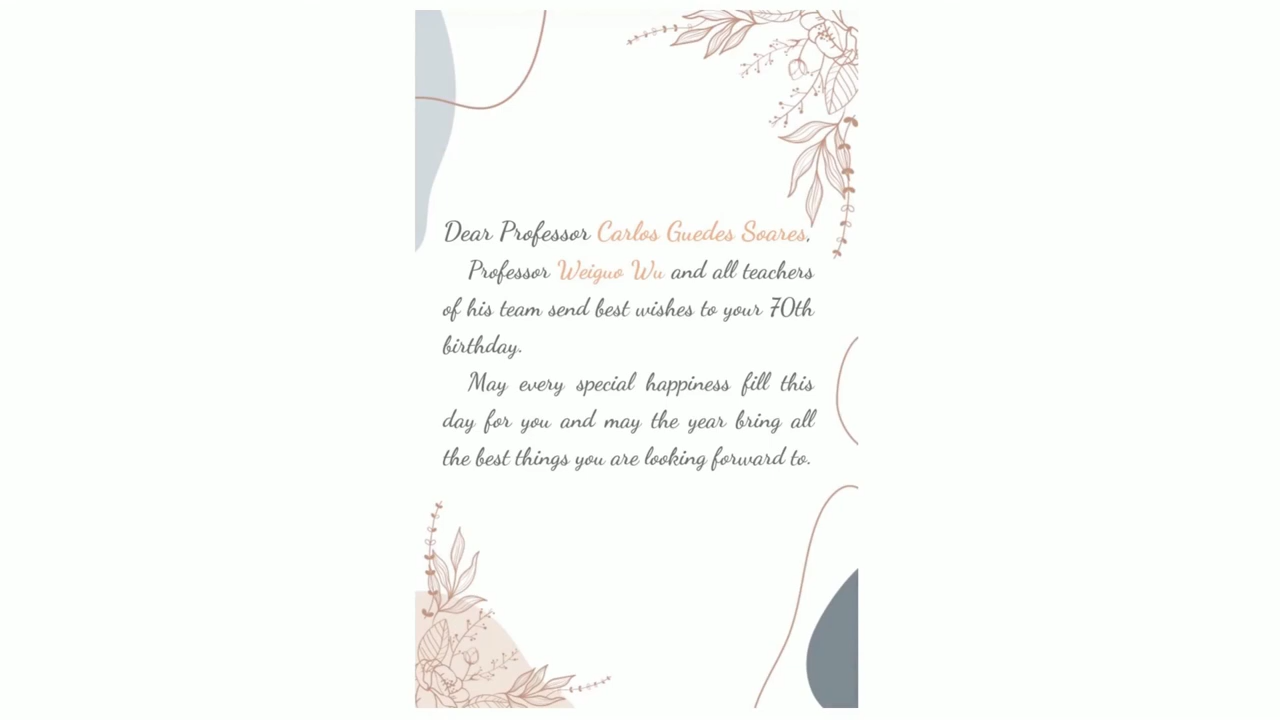 Dear Professor Carlos Guedes Soares,
Professor Weiguo Wu and all teachers
of his team send best wishes to your 70th
birthday.
May every special happiness fill this
day for you and may the year bring all
the best things you are looking forward to.